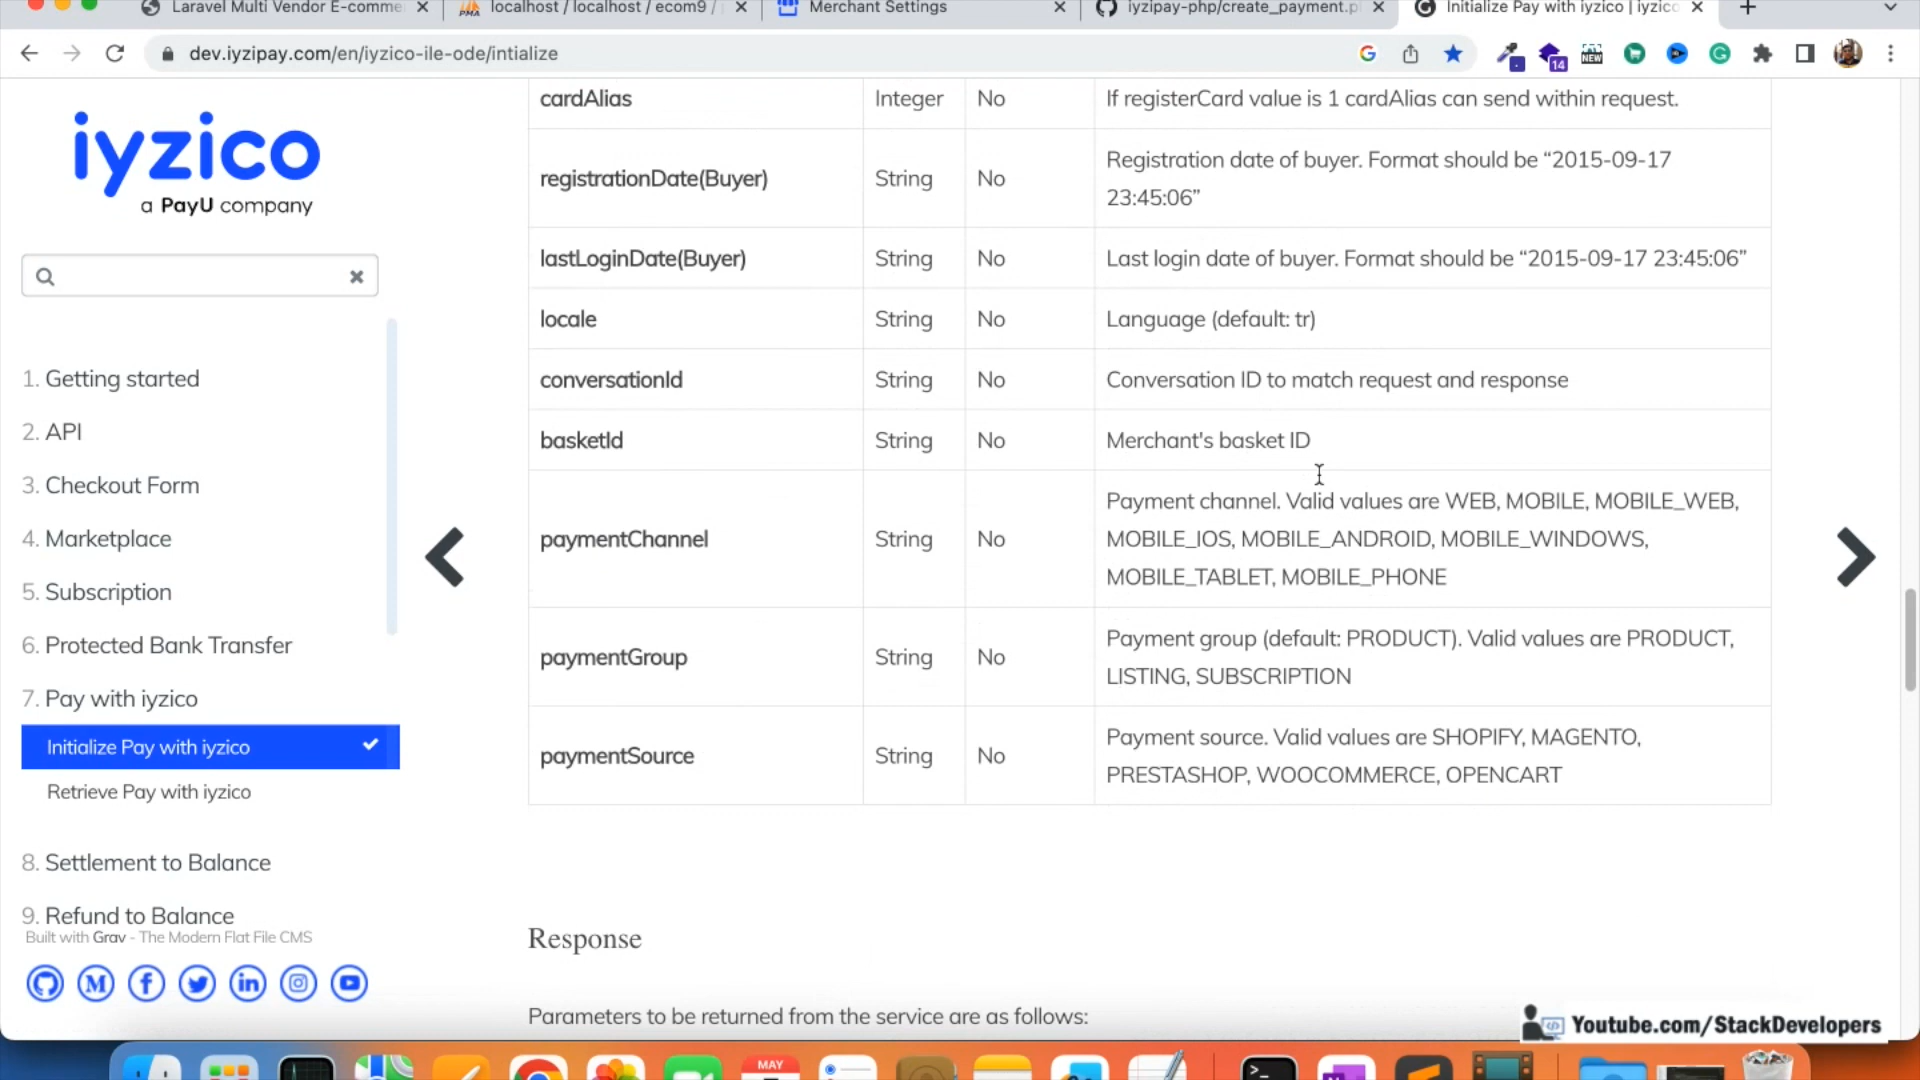 Laravel Multi Vendor E-comme
localhost / localhost / ecom9 /
Merchant Settings
iyzipay-php/create_payment.p
Initialize Pay with iyzico | iyzico
dev.iyzipay.com/en/iyzico-ile-ode/intialize
14
NEW
iyzico
a PayU company
1. Getting started
2. API
3. Checkout Form
4. Marketplace
5. Subscription
6. Protected Bank Transfer
7. Pay with iyzico
Initialize Pay with iyzico
Retrieve Pay with iyzico
8. Settlement to Balance
9. Refund to Balance
Built with Grav - The Modern Flat File CMS
cardAlias Integer No If registerCard value is 1 cardAlias can send within request.
registrationDate(Buyer) String No Registration date of buyer. Format should be “2015-09-17
23:45:06”
lastLoginDate(Buyer) String No Last login date of buyer. Format should be “2015-09-17 23:45:06”
locale String No Language (default: tr)
conversationId String No Conversation ID to match request and response
basketId String No Merchant's basket ID
paymentChannel String No Payment channel. Valid values are WEB, MOBILE, MOBILE_WEB,
MOBILE_IOS, MOBILE_ANDROID, MOBILE_WINDOWS,
MOBILE_TABLET, MOBILE_PHONE
paymentGroup String No Payment group (default: PRODUCT). Valid values are PRODUCT,
LISTING, SUBSCRIPTION
paymentSource String No Payment source. Valid values are SHOPIFY, MAGENTO,
PRESTASHOP, WOOCOMMERCE, OPENCART
Response
Parameters to be returned from the service are as follows:
Youtube.com/StackDevelopers
MAY